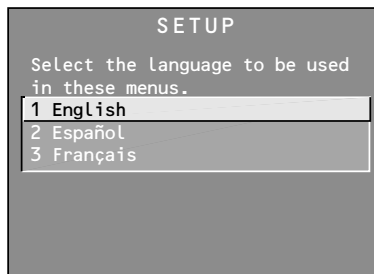 SETUP
Select the language to be used
in these menus.
1 English
2 Español
3 Français